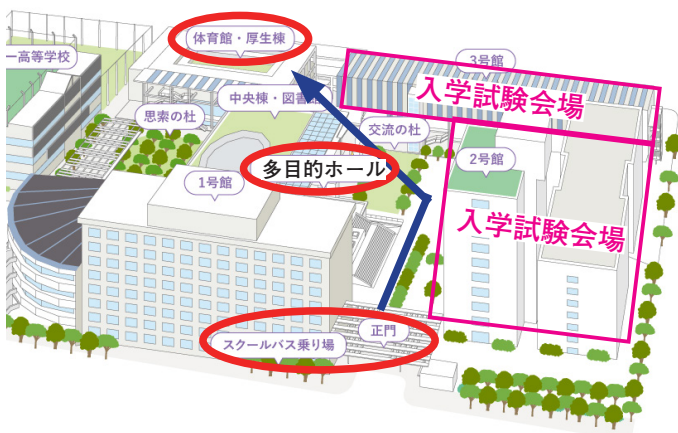 体育館・厚生棟
ー高等学校
3号館
入学試験会場
中央棟・図書館
思索の杜
交流の杜
多目的ホール
2号館
1号館
入学試験会場
正門
スクールバス乗り場